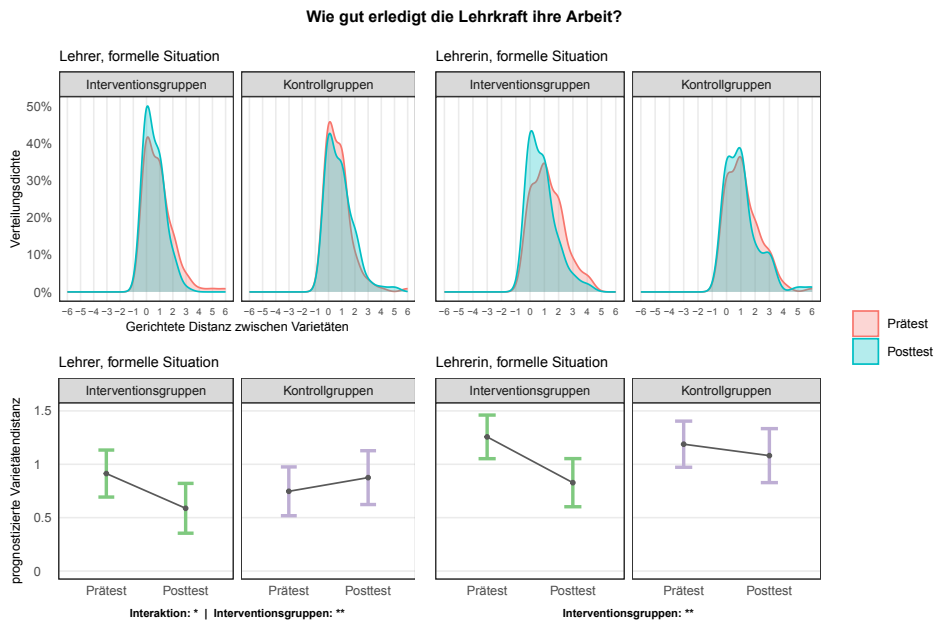 Wie gut erledigt die Lehrkraft ihre Arbeit?
Lehrer, formelle Situation
Lehrerin, formelle Situation
Interventionsgruppen
Kontrollgruppen
Interventionsgruppen
Kontrollgruppen
Verteilungsdichte
50%
40%
30%
20%
10%
0%
−6 −5 −4 −3 −2 −1 0 1 2 3 4 5 6
−6 −5 −4 −3 −2 −1 0 1 2 3 4 5 6
−6 −5 −4 −3 −2 −1 0 1 2 3 4 5 6
−6 −5 −4 −3 −2 −1 0 1 2 3 4 5 6
Gerichtete Distanz zwischen Varietäten
Prätest
Posttest
Lehrer, formelle Situation
Lehrerin, formelle Situation
Interventionsgruppen
Kontrollgruppen
Interventionsgruppen
Kontrollgruppen
prognostizierte Varietätendistanz
1.5
1
0.5
0
Prätest Posttest
Prätest Posttest
Prätest Posttest
Prätest Posttest
Interaktion: * | Interventionsgruppen: **
Interventionsgruppen: **